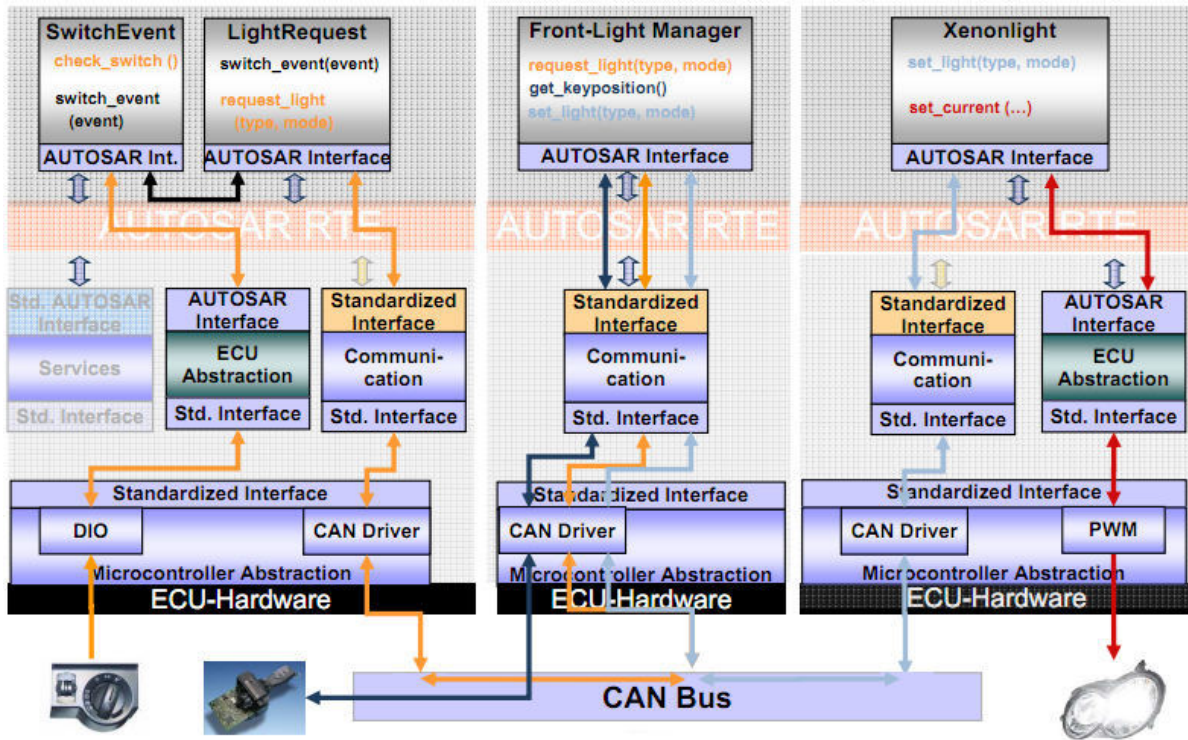 SwitchEvent
check_switch ()
switch_event
(event)
AUTOSAR Int.
LightRequest
switch_event(event)
request_light
(type, mode)
AUTOSAR Interface
Front-Light Manager
request_light(type, mode)
get_keyposition()
set_light(type, mode)
AUTOSAR Interface
Xenonlight
set_light(type, mode)
set_current (...)
AUTOSAR Interface
AUTOSAR RTE
AUTOSAR RTE
AUTOSAR RTE
Std. AUTOSAR
Interface
Services
Std. Interface
AUTOSAR
Interface
ECU
Abstraction
Std. Interface
Standardized
Interface
Communi-
cation
Std. Interface
Standardized
Interface
Communi-
cation
Std. Interface
Standardized
Interface
Communi-
cation
Std. Interface
AUTOSAR
Interface
ECU
Abstraction
Std. Interface
Standardized Interface
DIO
CAN Driver
Microcontroller Abstraction
ECU-Hardware
Standardized Interface
CAN Driver
Microcontroller Abstraction
ECU-Hardware
Standardized Interface
CAN Driver
PWM
Microcontroller Abstraction
ECU-Hardware
CAN Bus